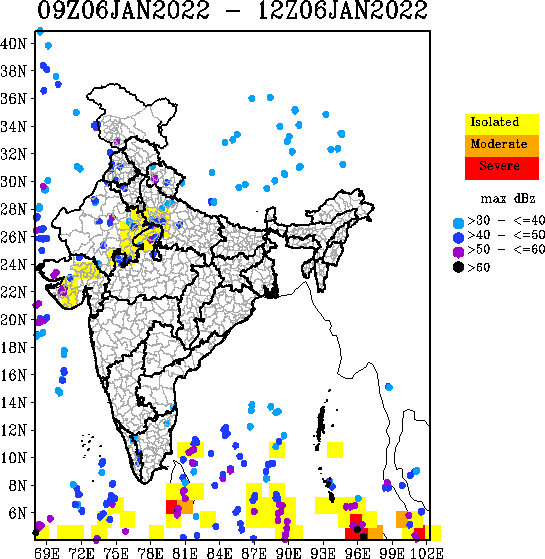 09Z06JAN2022 - 12Z06JAN2022
40N
38N
36N
34N
32N
30N
28N
26N
24N
22N
20N
18N
16N
14N
12N
10N
8N
6N
69E 72E 75E 78E 81E 84E 87E 90E 93E 96E 99E 102E
Isolated
Moderate
Severe
max dBz
>30 - <=40
>40 - <=50
>50 - <=60
>60